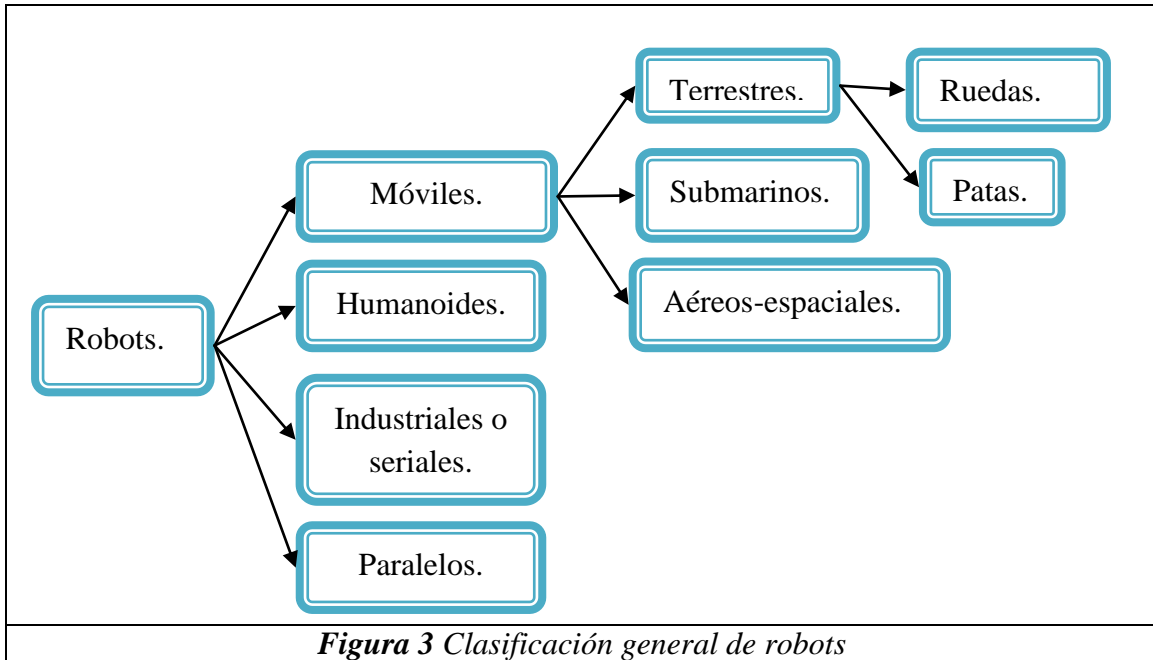 Robots.
Móviles.
Humanoides.
Industriales o
seriales.
Paralelos.
Terrestres.
Submarinos.
Aéreos-espaciales.
Ruedas.
Patas.
Figura 3 Clasificación general de robots